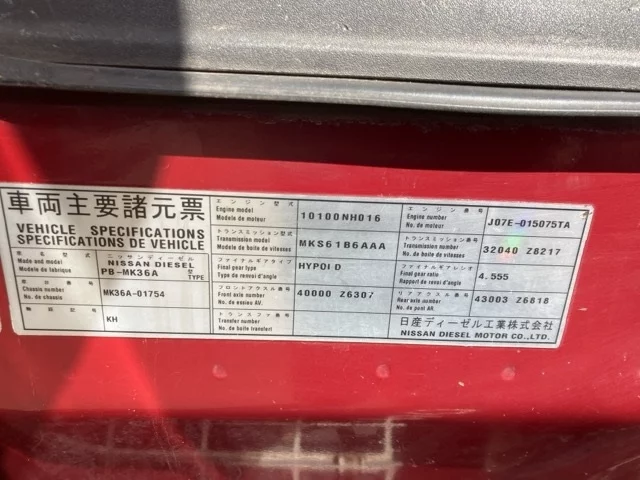 車両主要諸元票
VEHICLE SPECIFICATIONS
SPECIFICATIONS DE VÉHICULE
車名型式
Make and model
Modèle de fabrique
ニッサンディーゼル
NISSAN DIESEL
PB-MK36A 型 TYPE
車台番号
Chassis number
No. de chassis
MK36A-01754
KH
エンジン型式
Engine model
Modele de moteur
10100NH016
トランスミッション型式
Transmission model
Modele de boite de vitesses
MKS61B6AAA
ファイナルギアタイプ
Final gear type
Type de renvoi d'angle
HYPOID
フロントアクスル番号
Front axle number
No. de essieu AV.
40000 Z6307
トランスファ番号
Transfer number
No. de boite transfert
エンジン番号
Engine number
No. de moteur
J07E-015075TA
トランスミッション番号
Transmission number
No. de boite de vitesses
32040 Z8217
ファイナルギアレシオ
Final gear ratio
Rapport de renvoi d'angle
4.555
リアアクスル番号
Rear axle number
No. de pont AR.
43003 Z6818
日産ディーゼル工業株式会社
NISSAN DIESEL MOTOR CO.,LTD.